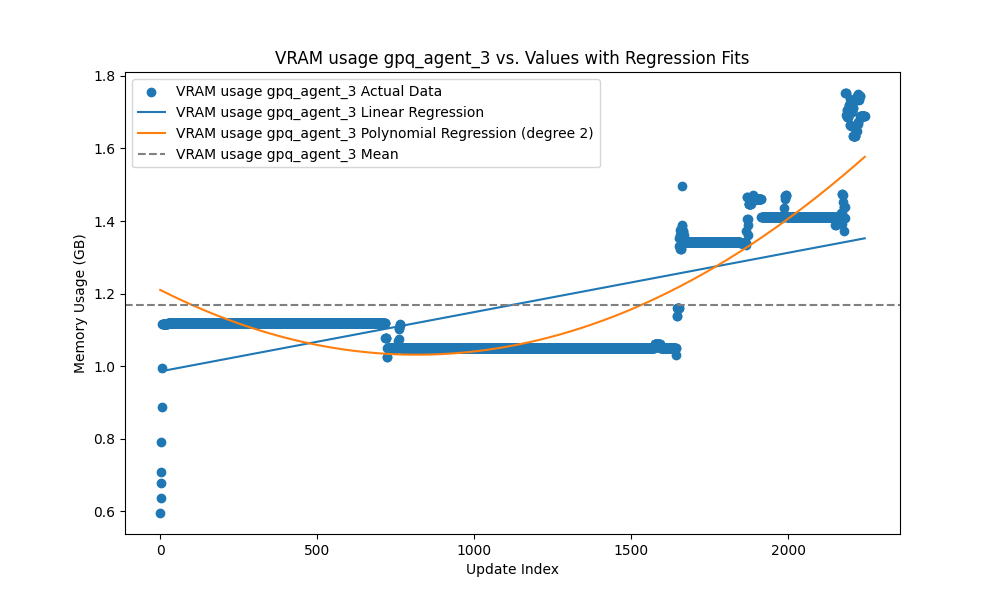 VRAM usage gpq_agent_3 vs. Values with Regression Fits
VRAM usage gpq_agent_3 Actual Data
VRAM usage gpq_agent_3 Linear Regression
VRAM usage gpq_agent_3 Polynomial Regression (degree 2)
VRAM usage gpq_agent_3 Mean
Memory Usage (GB)
1.8
1.6
1.4
1.2
1.0
0.8
0.6
0 500 1000 1500 2000
Update Index